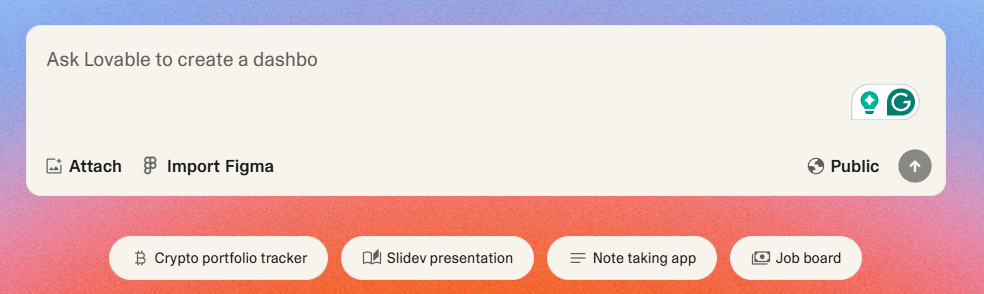 Ask Lovable to create a dashbo
Attach Import Figma Public
Crypto portfolio tracker Slidev presentation Note taking app Job board